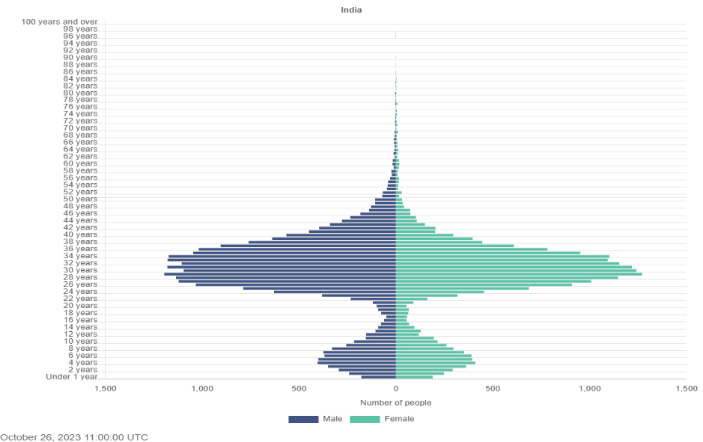 India
100 years and over
98 years
96 years
94 years
92 years
90 years
88 years
86 years
84 years
82 years
80 years
78 years
76 years
74 years
72 years
70 years
68 years
66 years
64 years
62 years
60 years
58 years
56 years
54 years
52 years
50 years
48 years
46 years
44 years
42 years
40 years
38 years
36 years
34 years
32 years
30 years
28 years
26 years
24 years
22 years
20 years
18 years
16 years
14 years
12 years
10 years
8 years
6 years
4 years
2 years
Under 1 year
1,500 1,000 500 0 500 1,000 1,500
Number of people
Male Female
October 26, 2023 11:00:00 UTC